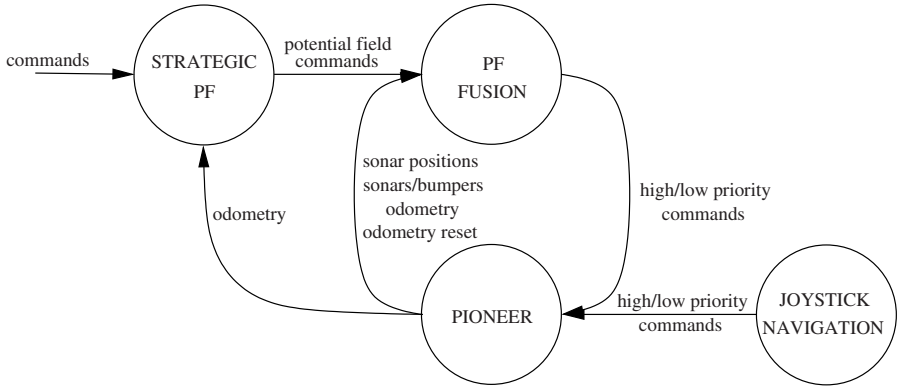 commands
STRATEGIC
PF
potential field
commands
PF
FUSION
sonar positions
sonars/bumpers
odometry
odometry reset
odometry
high/low priority
commands
PIONEER
high/low priority
commands
JOYSTICK
NAVIGATION